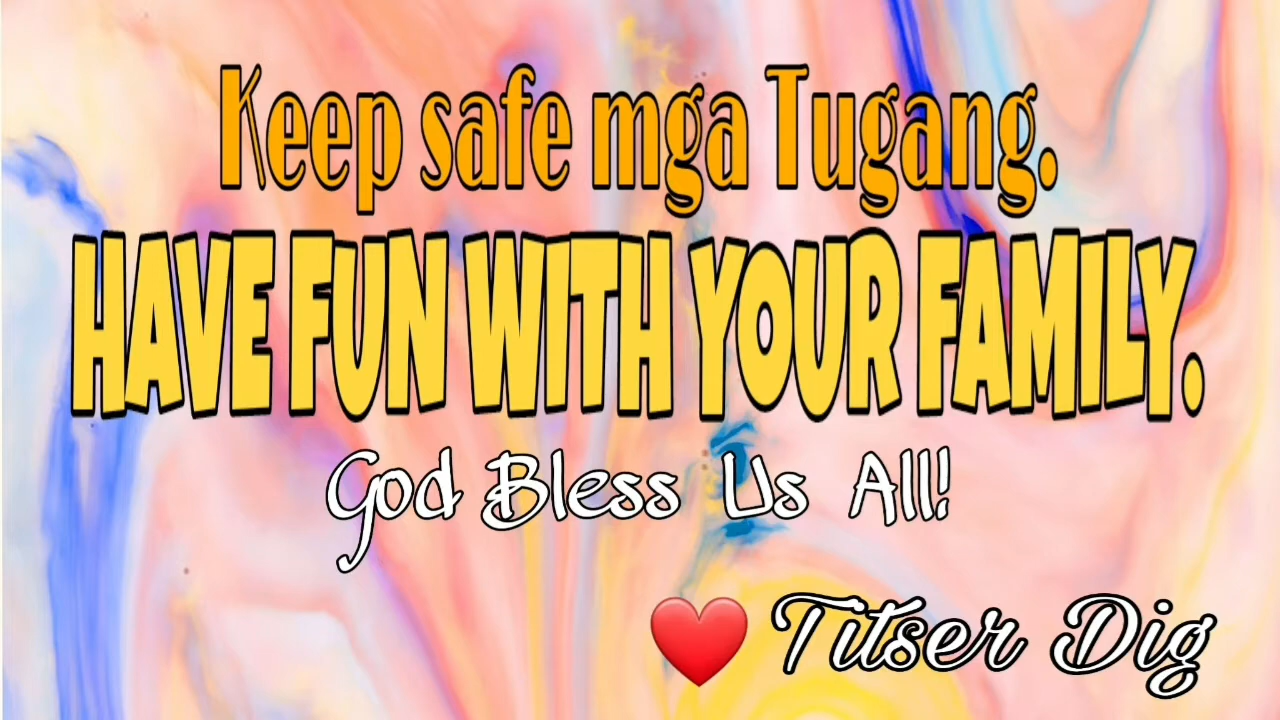 Keep safe mga Tugang.
HAVE FUN WITH YOUR FAMILY.
God Bless Us All!
Titser Dig